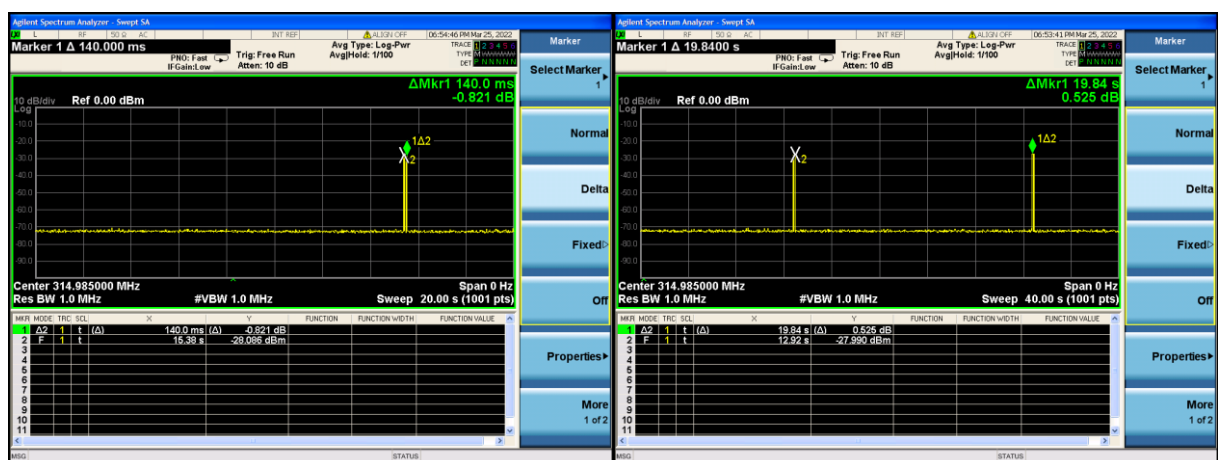 Agilent Spectrum Analyzer - Swept SA
L RF 50 Ω AC INT REF ALIGN OFF 06:54:46 PM Mar 25, 2022
Marker 1 Δ 140.000 ms
PNO: Fast
IFGain:Low
Trig: Free Run
Atten: 10 dB
Avg Type: Log-Pwr
Avg|Hold: 1/100
TRACE 1 2 3 4 5 6
TYPE M
DET P N N N N N
ΔMkr1 140.0 ms
-0.821 dB
10 dB/div Ref 0.00 dBm
Log
-10.0
-20.0
-30.0
-40.0
-50.0
-60.0
-70.0
-80.0
-90.0
1Δ2
X2
Center 314.985000 MHz Span 0 Hz
Res BW 1.0 MHz #VBW 1.0 MHz Sweep 20.00 s (1001 pts)
MKR MODE TRC SCL X Y FUNCTION FUNCTION WIDTH FUNCTION VALUE
1 Δ2 1 t (Δ) 140.0 ms (Δ) -0.821 dB
2 F 1 t 15.38 s -28.086 dBm
3
4
5
6
7
8
9
10
11
MSG STATUS
Marker
Select Marker
1
Normal
Delta
Fixed
Off
Properties
More
1 of 2
Agilent Spectrum Analyzer - Swept SA
L RF 50 Ω AC INT REF ALIGN OFF 06:53:41 PM Mar 25, 2022
Marker 1 Δ 19.8400 s
PNO: Fast
IFGain:Low
Trig: Free Run
Atten: 10 dB
Avg Type: Log-Pwr
Avg|Hold: 1/100
TRACE 1 2 3 4 5 6
TYPE M
DET P N N N N N
ΔMkr1 19.84 s
0.525 dB
10 dB/div Ref 0.00 dBm
Log
-10.0
-20.0
-30.0
-40.0
-50.0
-60.0
-70.0
-80.0
-90.0
X2
1Δ2
Center 314.985000 MHz Span 0 Hz
Res BW 1.0 MHz #VBW 1.0 MHz Sweep 40.00 s (1001 pts)
MKR MODE TRC SCL X Y FUNCTION FUNCTION WIDTH FUNCTION VALUE
1 Δ2 1 t (Δ) 19.84 s (Δ) 0.525 dB
2 F 1 t 12.92 s -27.990 dBm
3
4
5
6
7
8
9
10
11
MSG STATUS
Marker
Select Marker
1
Normal
Delta
Fixed
Off
Properties
More
1 of 2